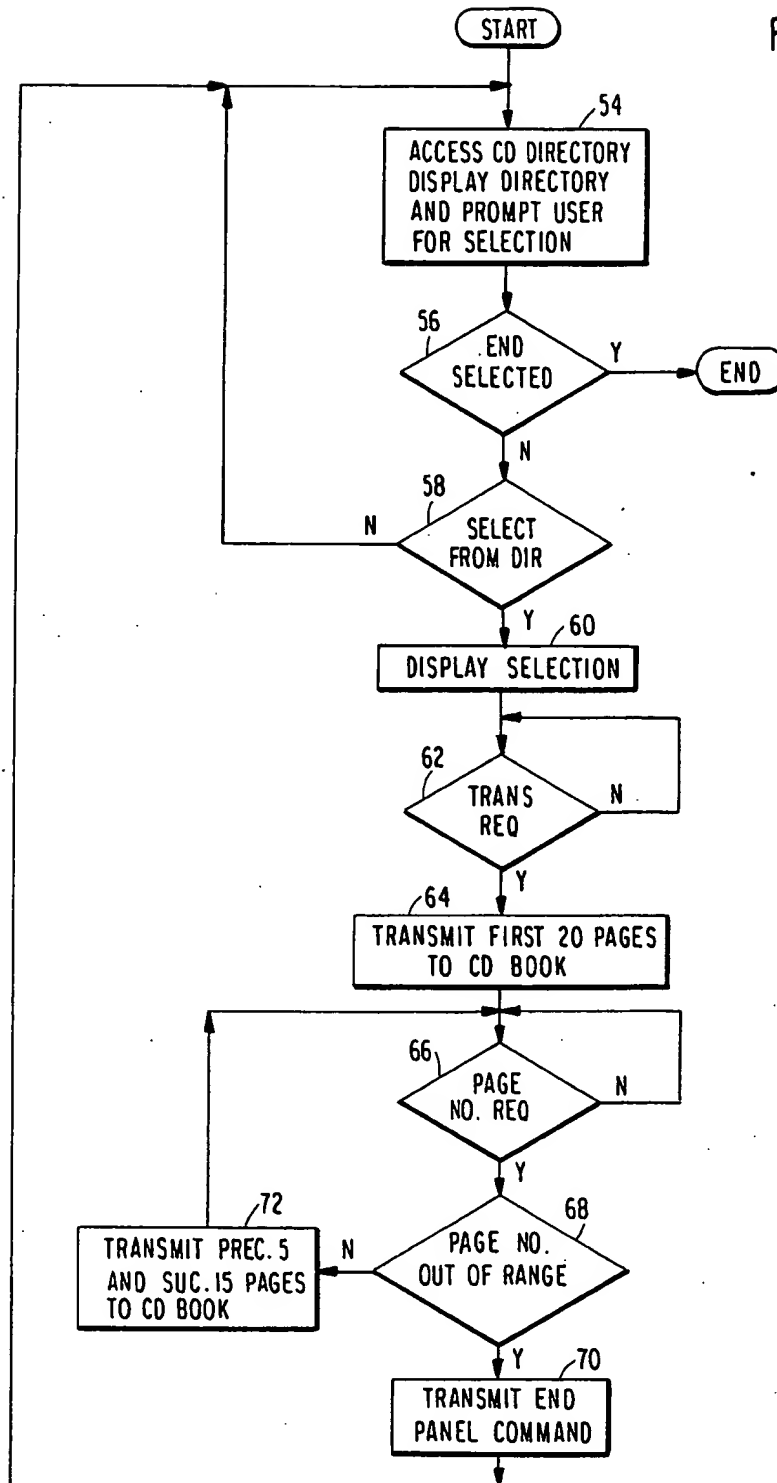 START
F
54
ACCESS CD DIRECTORY
DISPLAY DIRECTORY
AND PROMPT USER
FOR SELECTION
56
END
SELECTED
Y
END
N
58
N
SELECT
FROM DIR
Y
60
DISPLAY SELECTION
62
TRANS
REQ
N
Y
64
TRANSMIT FIRST 20 PAGES
TO CD BOOK
66
PAGE
NO. REQ
N
Y
72
68
TRANSMIT PREC. 5
AND SUC. 15 PAGES
TO CD BOOK
N
PAGE NO.
OUT OF RANGE
Y
70
TRANSMIT END
PANEL COMMAND